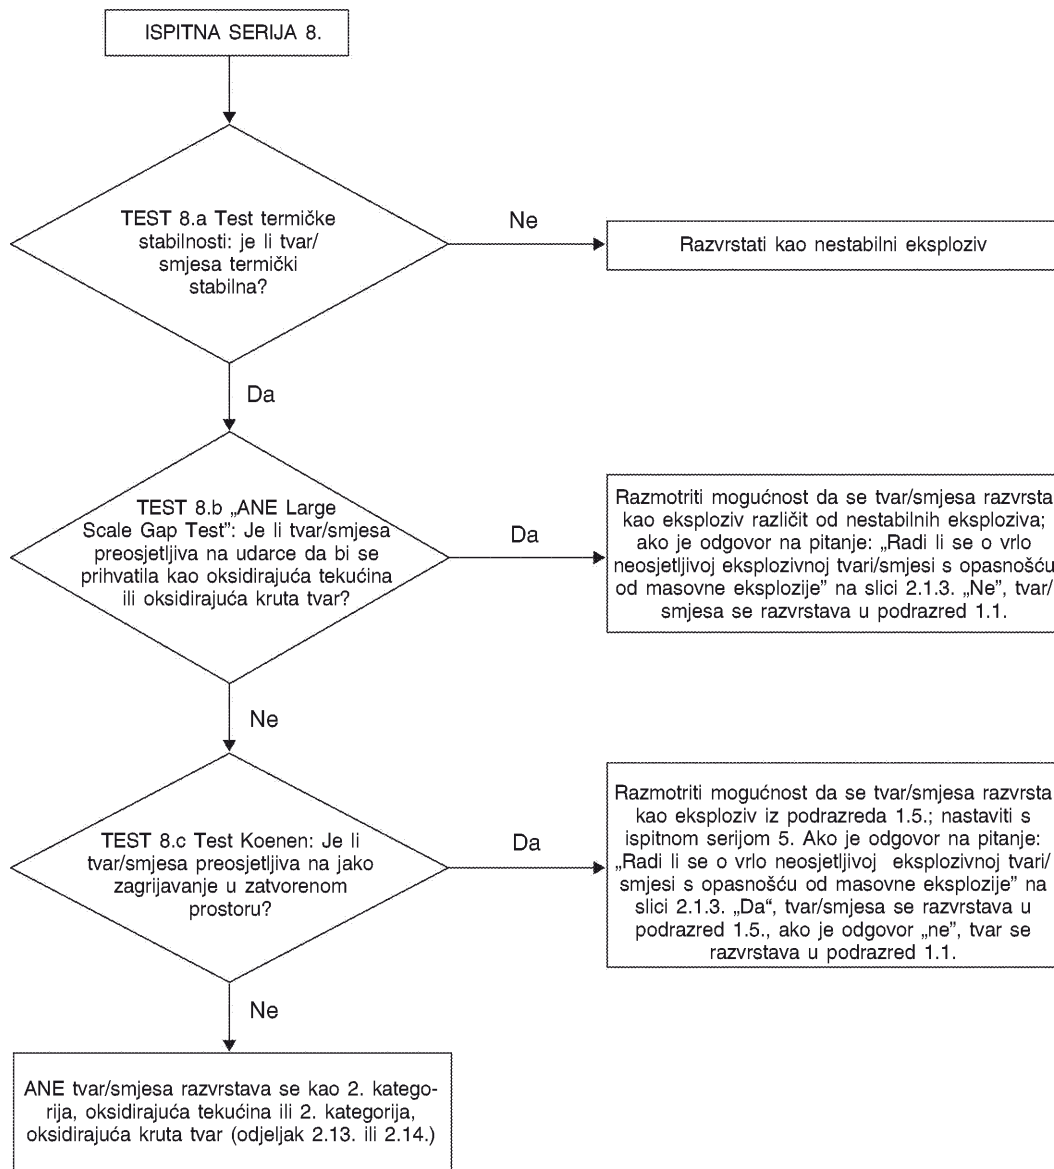 ISPITNA SERIJA 8.
TEST 8.a Test termičke
stabilnosti: je li tvar/
smjesa termički
stabilna?
Ne
Razvrstati kao nestabilni eksploziv
Da
TEST 8.b „ANE Large
Scale Gap Test”: Je li tvar/smjesa
preosjetljiva na udarce da bi se
prihvatila kao oksidirajuća tekućina
ili oksidirajuća kruta tvar?
Da
Razmotriti mogućnost da se tvar/smjesa razvrsta
kao eksploziv različit od nestabilnih eksploziva;
ako je odgovor na pitanje: „Radi li se o vrlo
neosjetljivoj eksplozivnoj tvari/smjesi s opasnošću
od masovne eksplozije” na slici 2.1.3. „Ne”, tvar/
smjesa se razvrstava u podrazred 1.1.
Ne
TEST 8.c Test Koenen: Je li
tvar/smjesa preosjetljiva na jako
zagrijavanje u zatvorenom
prostoru?
Da
Razmotriti mogućnost da se tvar/smjesa razvrsta
kao eksploziv iz podrazreda 1.5.; nastaviti s
ispitnom serijom 5. Ako je odgovor na pitanje:
„Radi li se o vrlo neosjetljivoj eksplozivnoj tvari/
smjesi s opasnošću od masovne eksplozije” na
slici 2.1.3. „Da“, tvar/smjesa se razvrstava u
podrazred 1.5., ako je odgovor „ne”, tvar se
razvrstava u podrazred 1.1.
Ne
ANE tvar/smjesa razvrstava se kao 2. katego-
rija, oksidirajuća tekućina ili 2. kategorija,
oksidirajuća kruta tvar (odjeljak 2.13. ili 2.14.)